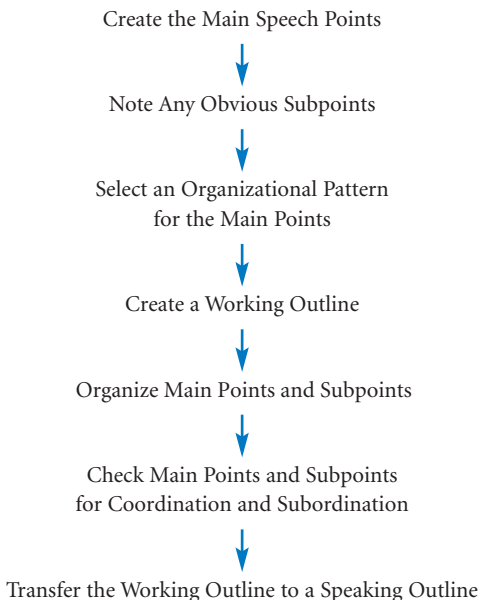 Create the Main Speech Points
Note Any Obvious Subpoints
Select an Organizational Pattern
for the Main Points
Create a Working Outline
Organize Main Points and Subpoints
Check Main Points and Subpoints
for Coordination and Subordination
Transfer the Working Outline to a Speaking Outline